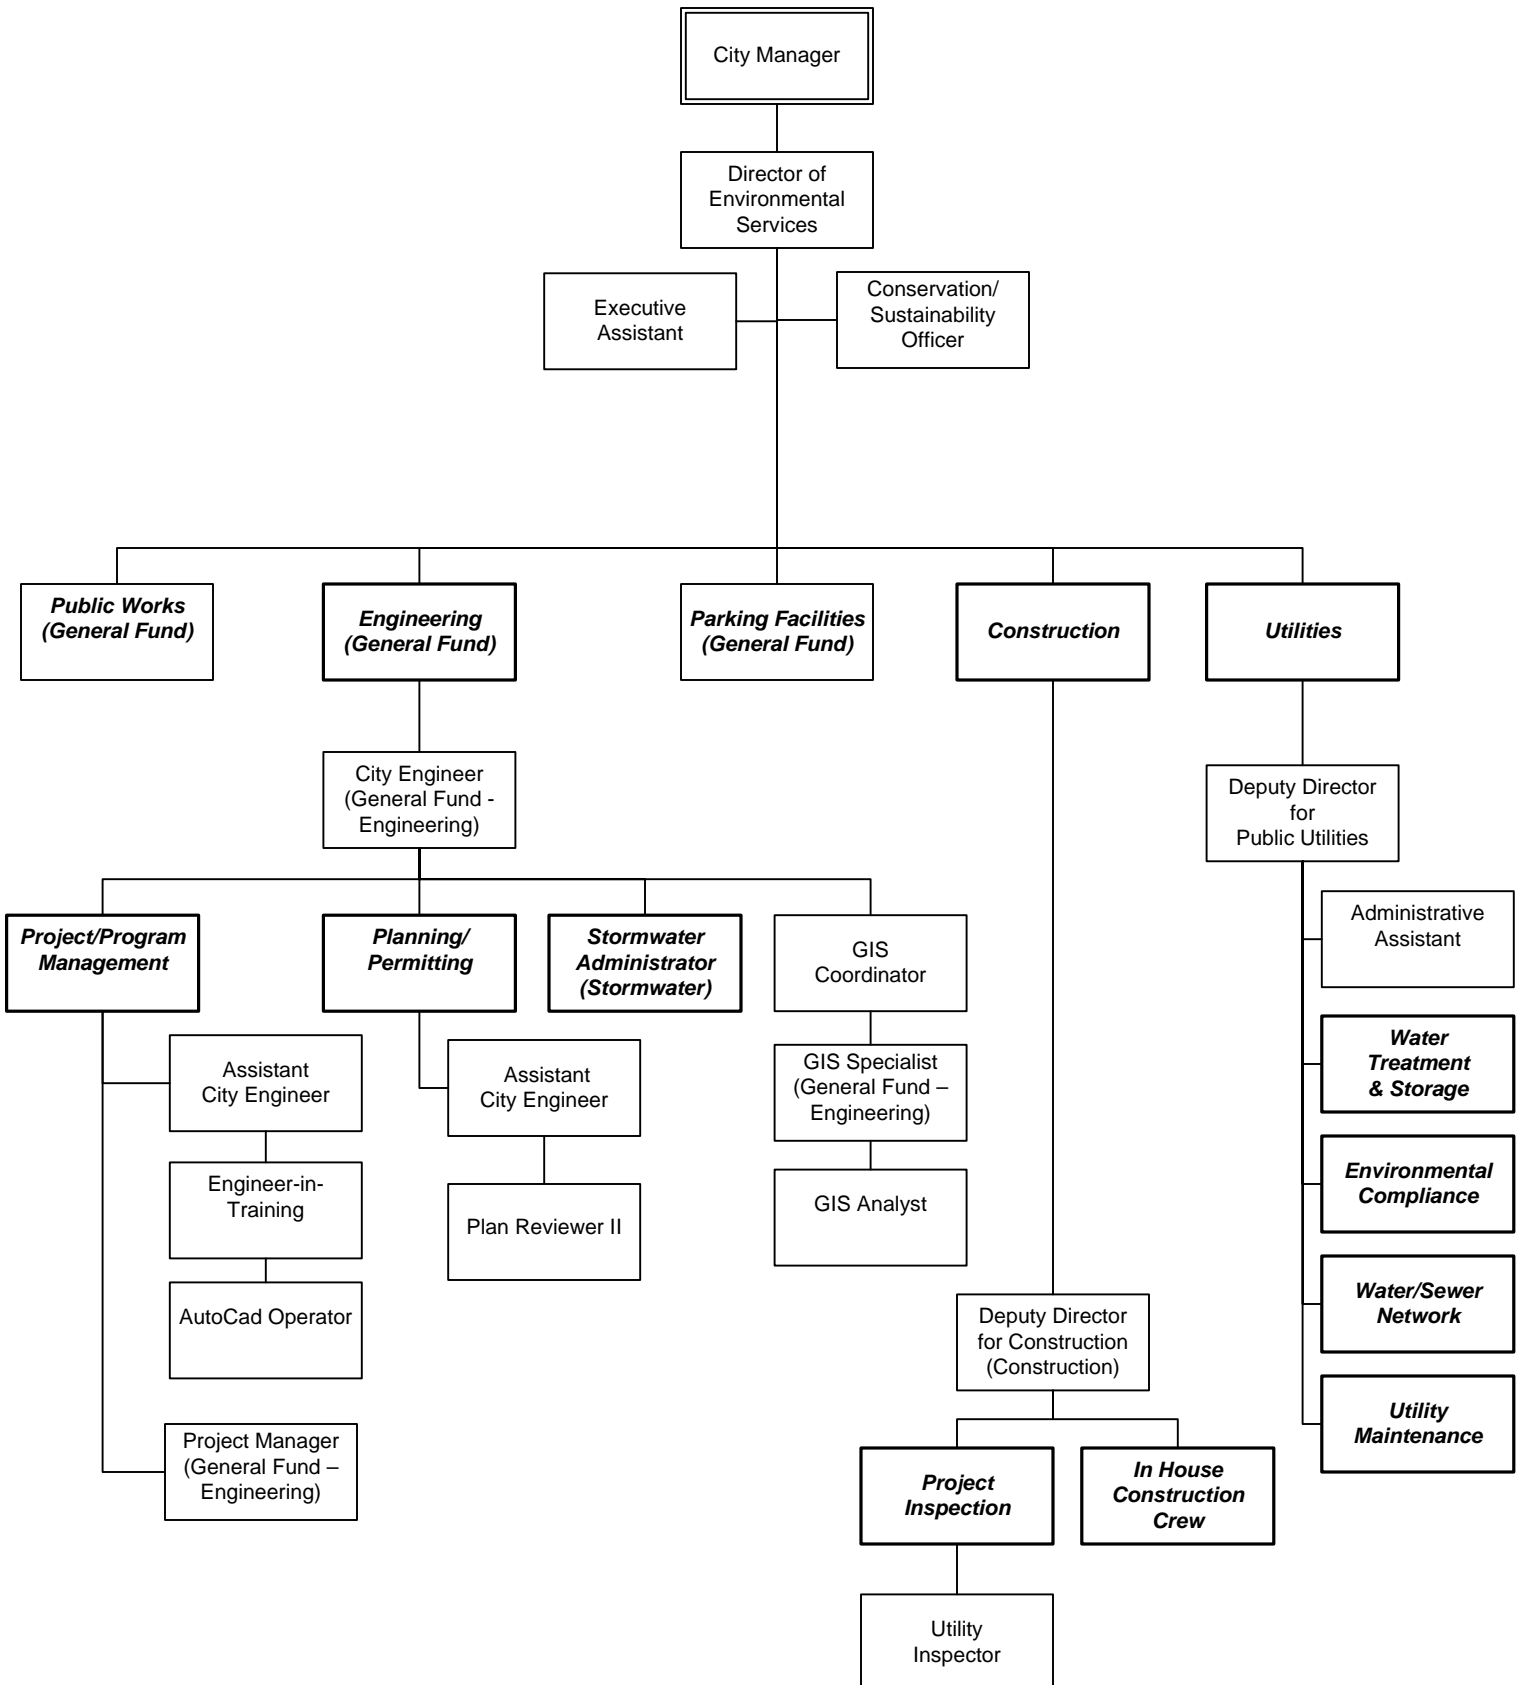 City Manager
Director of
Environmental
Services
Executive
Assistant
Conservation/
Sustainability
Officer
Public Works
(General Fund)
Engineering
(General Fund)
Parking Facilities
(General Fund)
Construction
Utilities
City Engineer
(General Fund -
Engineering)
Deputy Director
for
Public Utilities
Project/Program
Management
Planning/
Permitting
Stormwater
Administrator
(Stormwater)
GIS
Coordinator
Administrative
Assistant
Assistant
City Engineer
Assistant
City Engineer
GIS Specialist
(General Fund –
Engineering)
Water
Treatment
& Storage
Engineer-in-
Training
Plan Reviewer II
GIS Analyst
Environmental
Compliance
AutoCad Operator
Deputy Director
for Construction
(Construction)
Water/Sewer
Network
Project Manager
(General Fund –
Engineering)
Project
Inspection
In House
Construction
Crew
Utility
Maintenance
Utility
Inspector